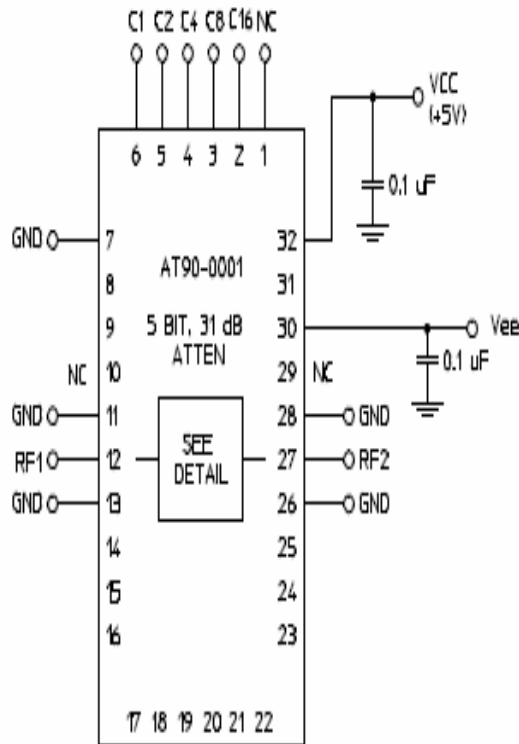 C1 C2 C4 C8 C16 NC
VCC
(+5V)
6 5 4 3 2 1
0.1 uF
GND 7 32
AT90-0001
8 31
9 5 BIT, 31 dB 30 Vee
ATTEN
NC 10 29 NC 0.1 uF
GND 11 28 GND
SEE
RF1 12 27 RF2
DETAIL
GND 13 26 GND
14 25
15 24
16 23
17 18 19 20 21 22